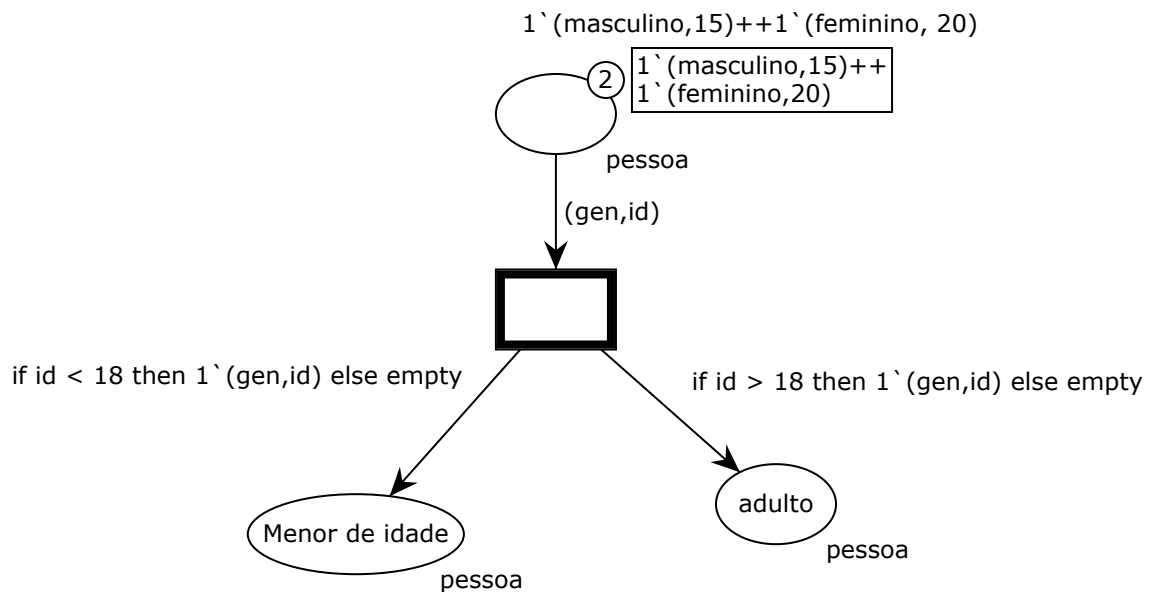 1`(masculino,15)++1`(feminino, 20)
2
1`(masculino,15)++
1`(feminino,20)
pessoa
(gen,id)
if id < 18 then 1`(gen,id) else empty
if id > 18 then 1`(gen,id) else empty
Menor de idade
pessoa
adulto
pessoa